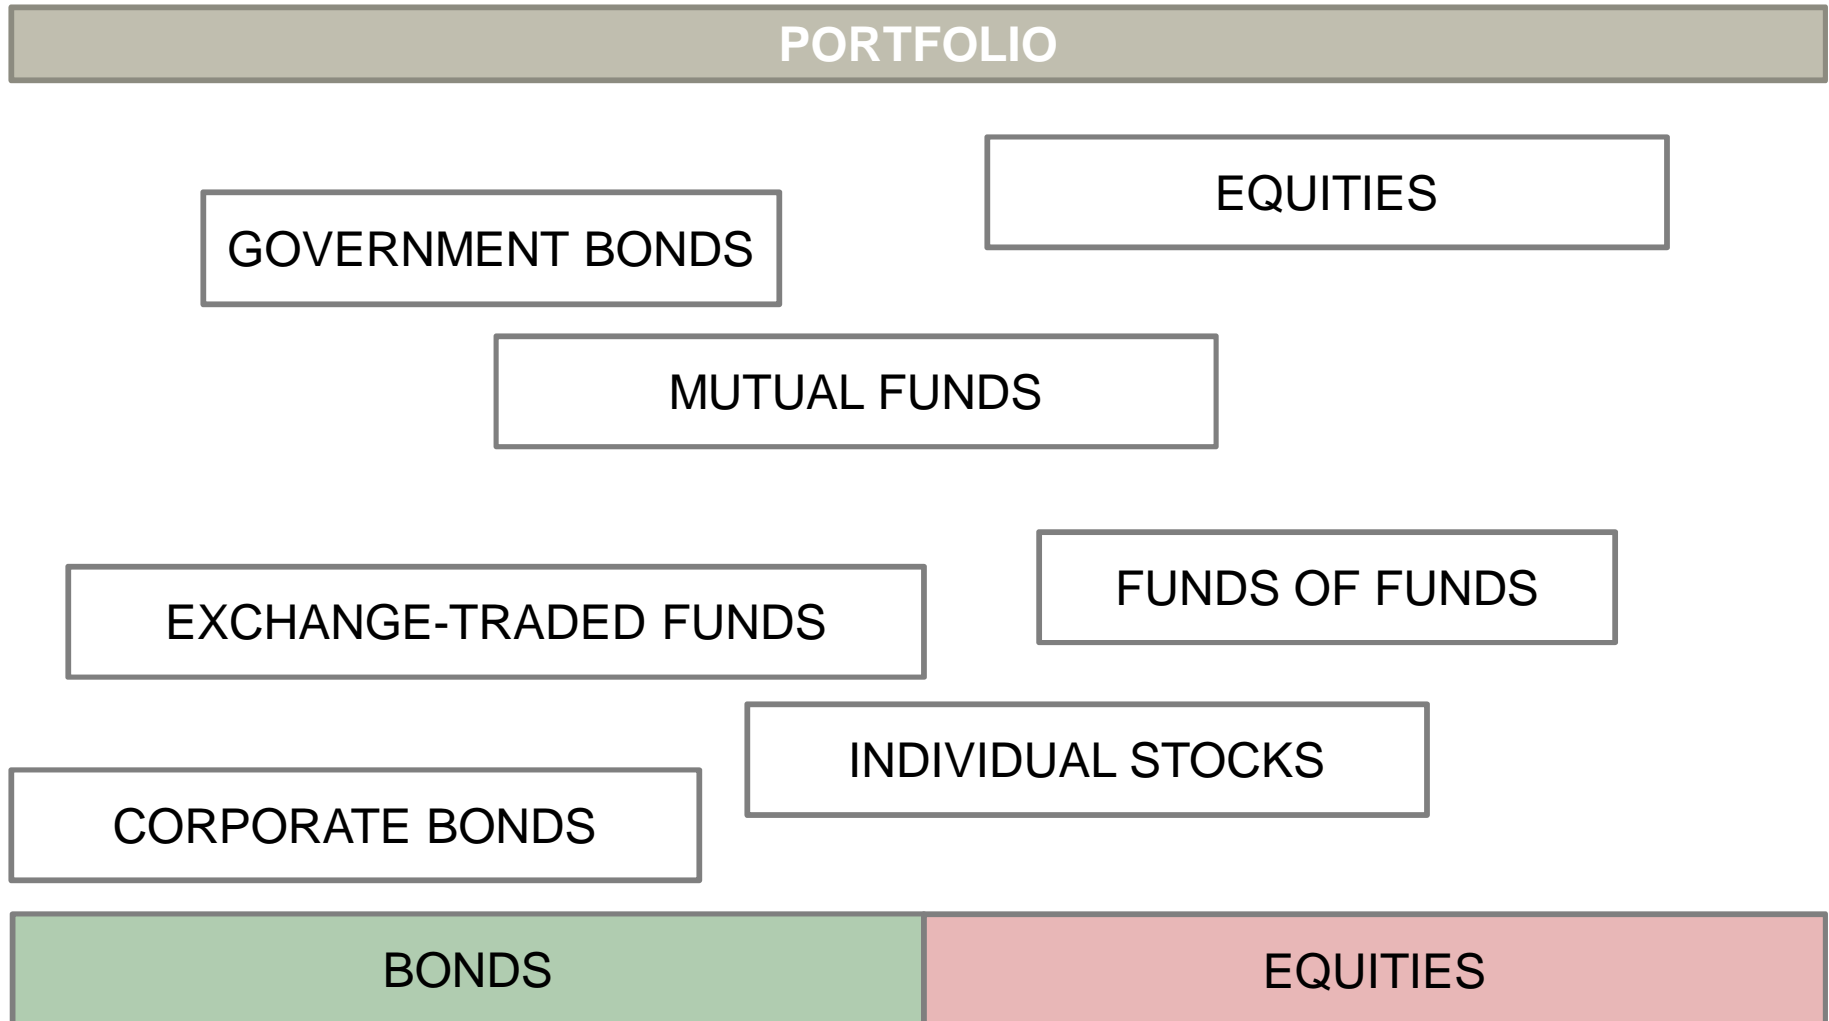 PORTFOLIO
EQUITIES
GOVERNMENT BONDS
MUTUAL FUNDS
FUNDS OF FUNDS
EXCHANGE-TRADED FUNDS
INDIVIDUAL STOCKS
CORPORATE BONDS
BONDS
EQUITIES